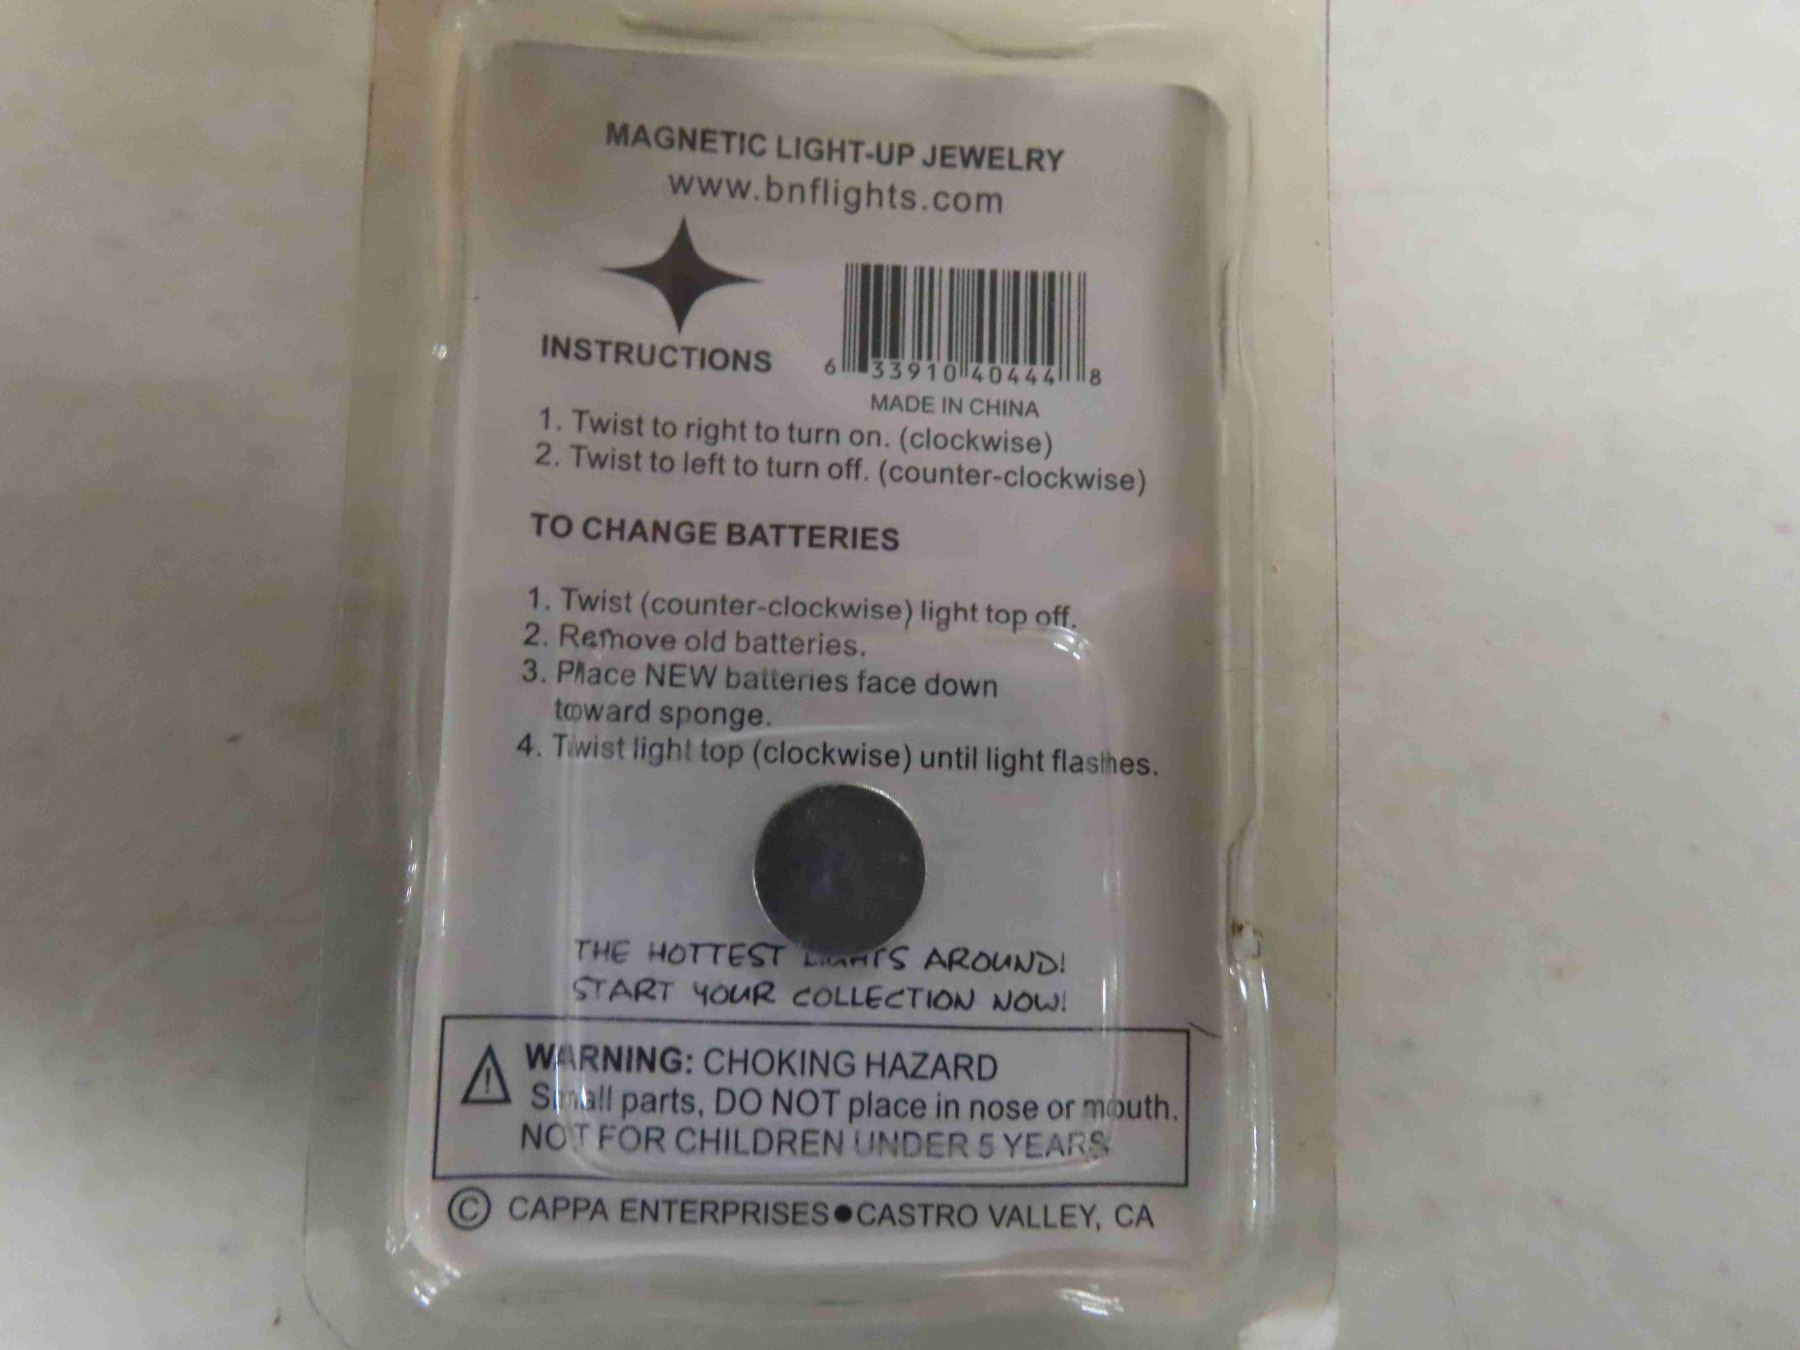 MAGNETIC LIGHT-UP JEWELRY
www.bnflights.com
INSTRUCTIONS
6 33910 40444 8
MADE IN CHINA
1. Twist to right to turn on. (clockwise)
2. Twist to left to turn off. (counter-clockwise)
TO CHANGE BATTERIES
1. Twist (counter-clockwise) light top off.
2. Remove old batteries.
3. Place NEW batteries face down
toward sponge.
4. Twist light top (clockwise) until light flashes.
THE HOTTEST LIGHTS AROUND!
START YOUR COLLECTION NOW!
WARNING: CHOKING HAZARD
Small parts, DO NOT place in nose or mouth.
NOT FOR CHILDREN UNDER 5 YEARS
© CAPPA ENTERPRISES●CASTRO VALLEY, CA